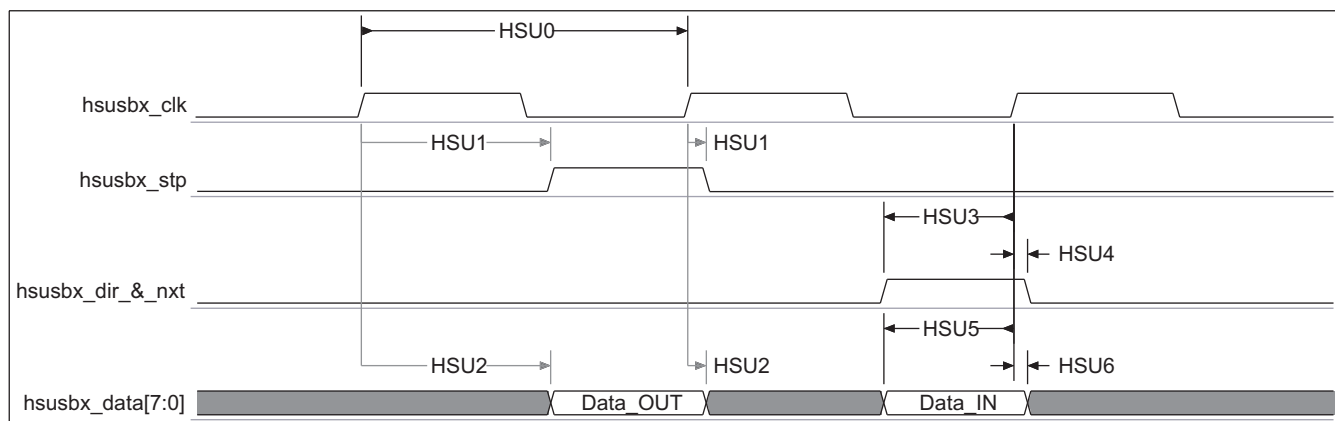 HSU0
hsusbx_clk
HSU1 HSU1
hsusbx_stp
HSU3
HSU4
hsusbx_dir_&_nxt
HSU5
HSU2 HSU2 HSU6
hsusbx_data[7:0] Data_OUT Data_IN